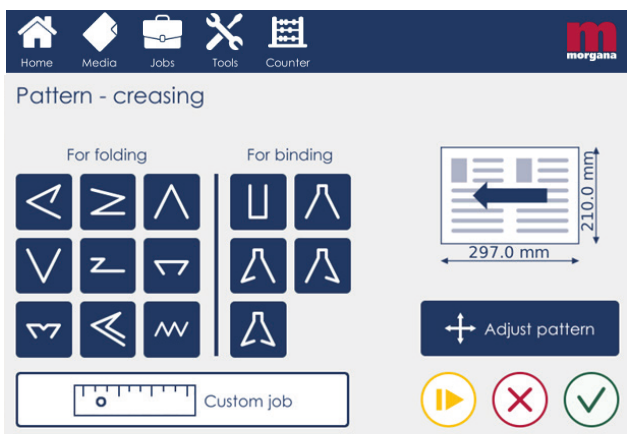 Home Media Jobs Tools Counter
morgana
Pattern - creasing
For folding For binding
210.0 mm
297.0 mm
Adjust pattern
Custom job